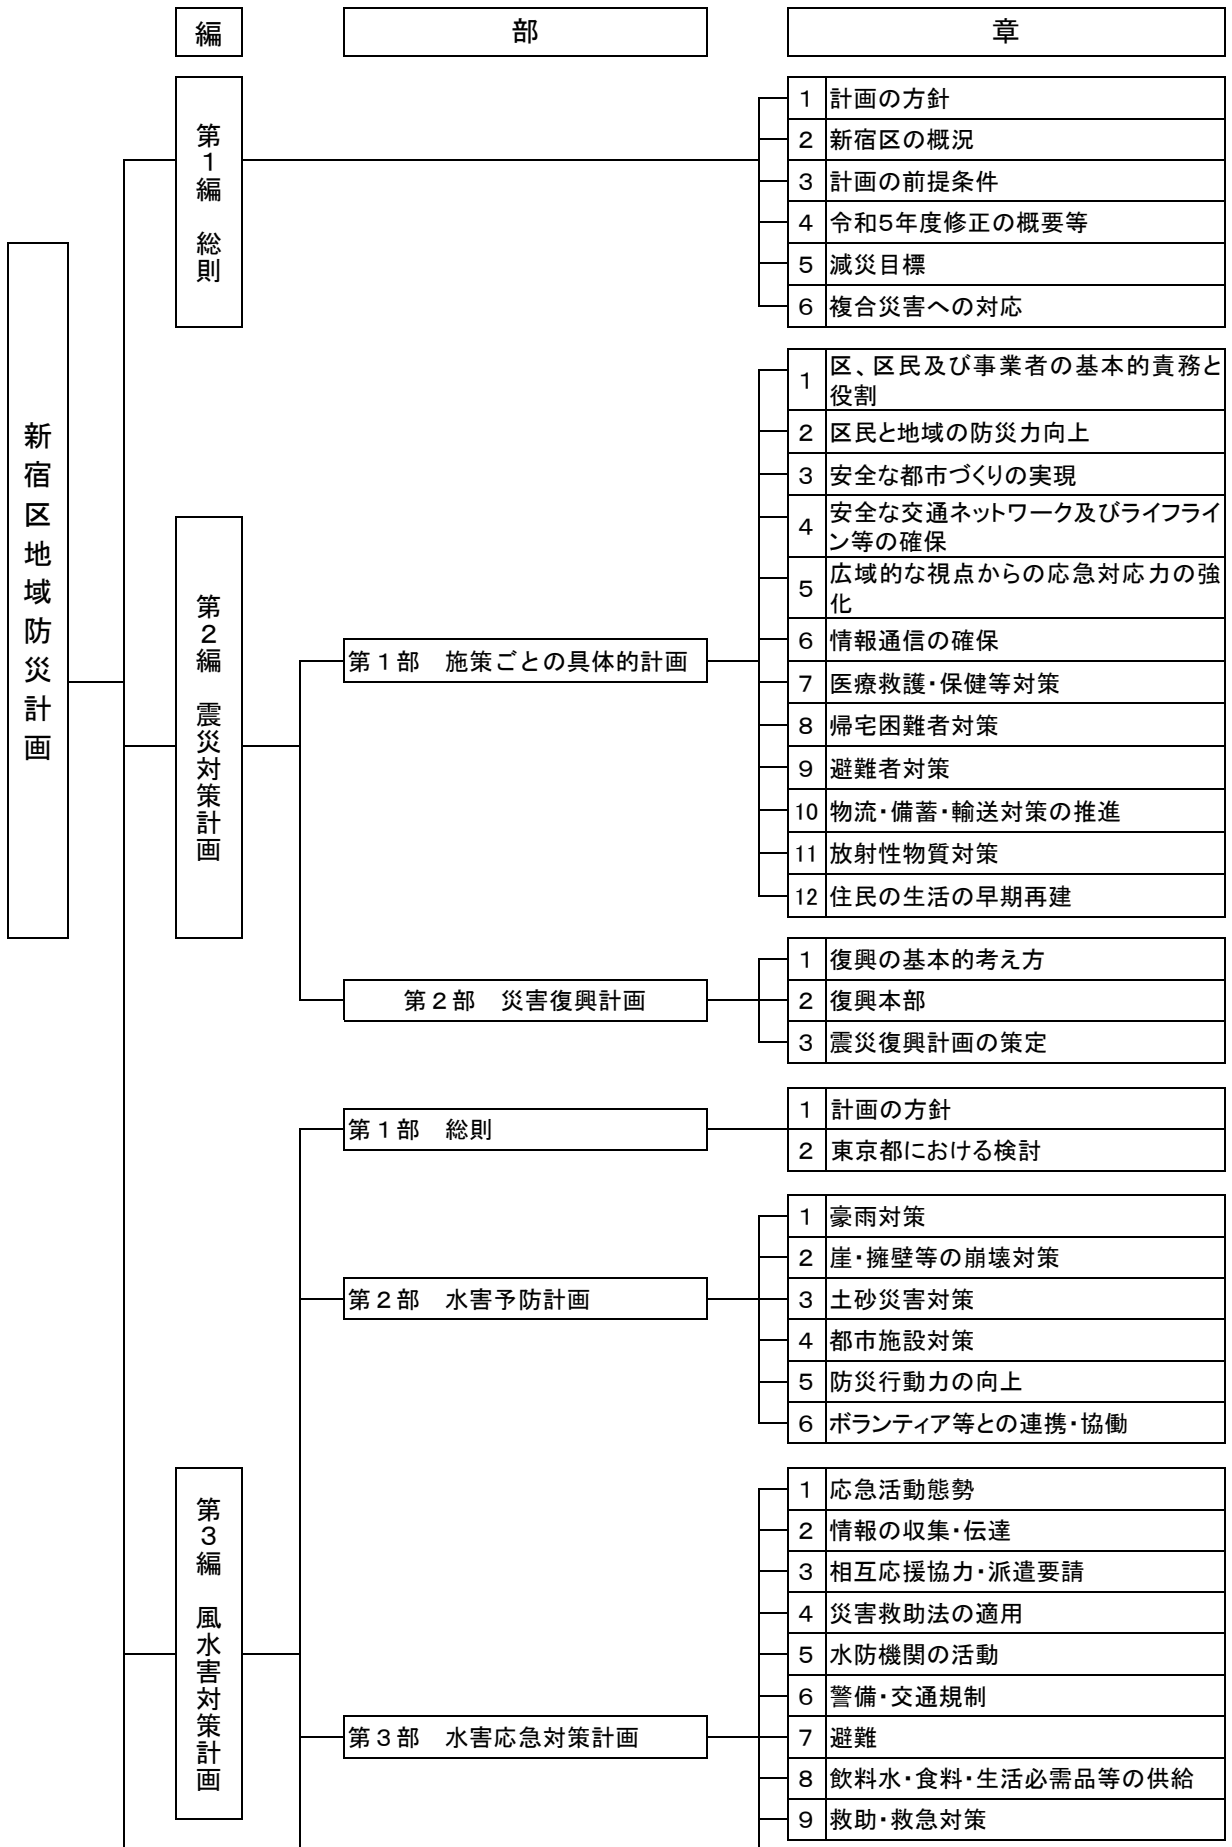 編
部
章
新宿区地域防災計画
第1編　総則
1 計画の方針
2 新宿区の概況
3 計画の前提条件
4 令和5年度修正の概要等
5 減災目標
6 複合災害への対応
第2編　震災対策計画
第1部　施策ごとの具体的計画
1 区、区民及び事業者の基本的責務と
役割
2 区民と地域の防災力向上
3 安全な都市づくりの実現
4 安全な交通ネットワーク及びライフライ
ン等の確保
5 広域的な視点からの応急対応力の強
化
6 情報通信の確保
7 医療救護・保健等対策
8 帰宅困難者対策
9 避難者対策
10 物流・備蓄・輸送対策の推進
11 放射性物質対策
12 住民の生活の早期再建
第2部　災害復興計画
1 復興の基本的考え方
2 復興本部
3 震災復興計画の策定
第3編　風水害対策計画
第1部　総則
1 計画の方針
2 東京都における検討
第2部　水害予防計画
1 豪雨対策
2 崖・擁壁等の崩壊対策
3 土砂災害対策
4 都市施設対策
5 防災行動力の向上
6 ボランティア等との連携・協働
第3部　水害応急対策計画
1 応急活動態勢
2 情報の収集・伝達
3 相互応援協力・派遣要請
4 災害救助法の適用
5 水防機関の活動
6 警備・交通規制
7 避難
8 飲料水・食料・生活必需品等の供給
9 救助・救急対策